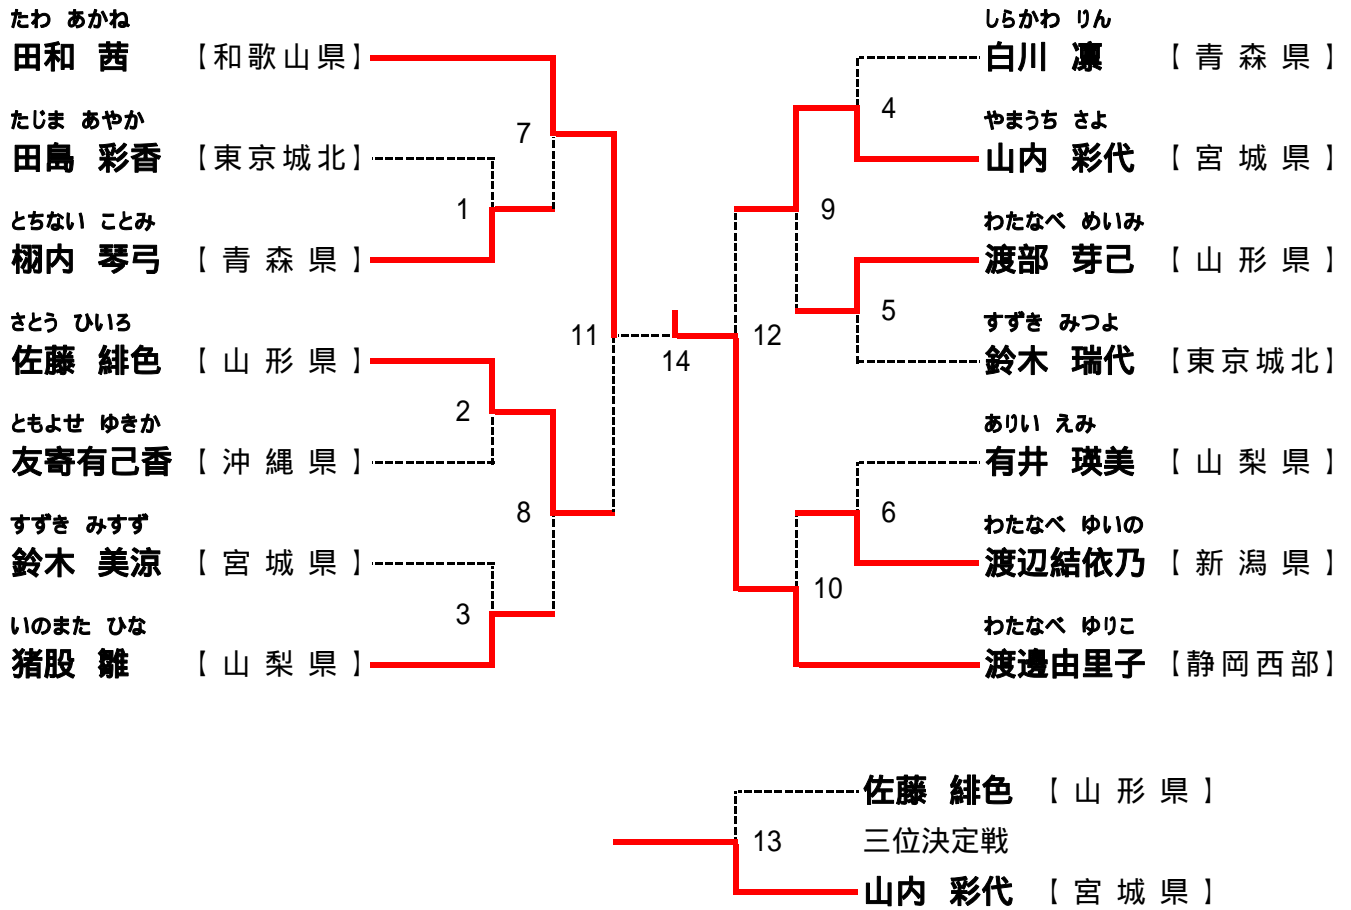 たわ あかね
田和 茜 【和歌山県】
たじま あやか
田島 彩香 【東京城北】
とちない ことみ
栩内 琴弓 【青森県】
さとう ひいろ
佐藤 緋色 【山形県】
ともよせ ゆきか
友寄有己香 【沖縄県】
すずき みすず
鈴木 美涼 【宮城県】
いのまた ひな
猪股 雛 【山梨県】
7
1
2
11
8
3
14
しらかわ りん
白川 凛 【青森県】
やまうち さよ
山内 彩代 【宮城県】
わたなべ めいみ
渡部 芽己 【山形県】
すずき みつよ
鈴木 瑞代 【東京城北】
ありい えみ
有井 瑛美 【山梨県】
わたなべ ゆいの
渡辺結依乃 【新潟県】
わたなべ ゆりこ
渡邊由里子 【静岡西部】
4
9
5
12
6
10
佐藤 緋色 【山形県】
13 三位決定戦
山内 彩代 【宮城県】